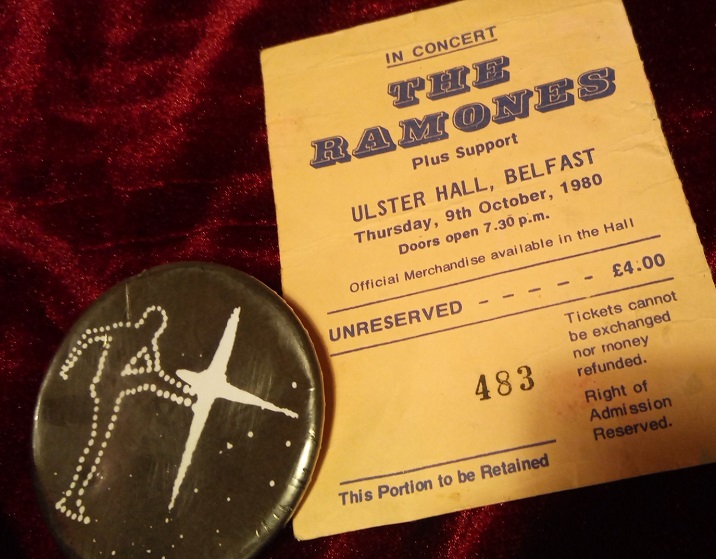 IN CONCERT
THE
RAMONES
Plus Support
ULSTER HALL, BELFAST
Thursday, 9th October, 1980
Doors open 7.30 p.m.
Official Merchandise available in the Hall
UNRESERVED - - - - - £4.00
483
Tickets cannot
be exchanged
nor money
refunded.
Right of
Admission
Reserved.
This Portion to be Retained